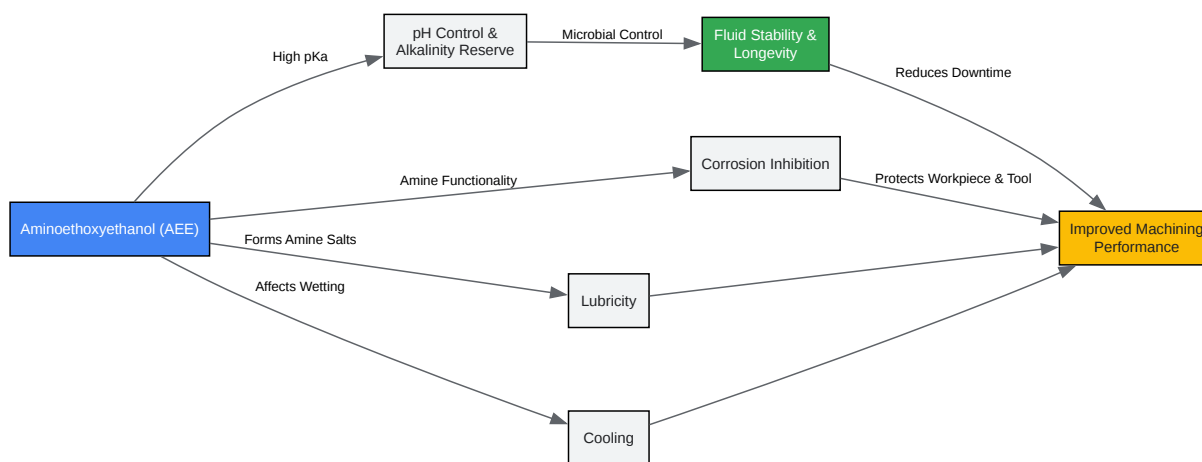 pH Control &
Alkalinity Reserve
Microbial Control
Fluid Stability &
Longevity
High pKa
Reduces Downtime
Corrosion Inhibition
Amine Functionality
Protects Workpiece & Tool
Aminoethoxyethanol (AEE)
Improved Machining
Performance
Forms Amine Salts
Affects Wetting
Lubricity
Cooling